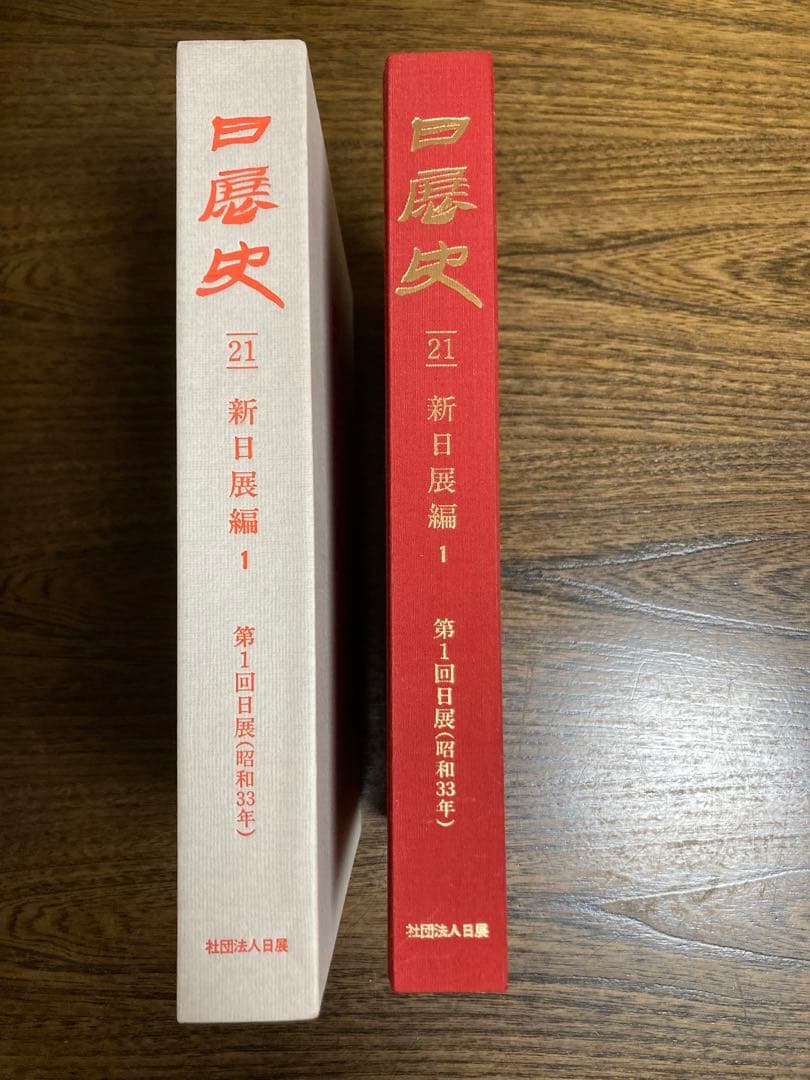 日展史
21
新日展編 1
第1回日展(昭和33年)
社団法人日展
日展史
21
新日展編 1
第1回日展(昭和33年)
社団法人日展